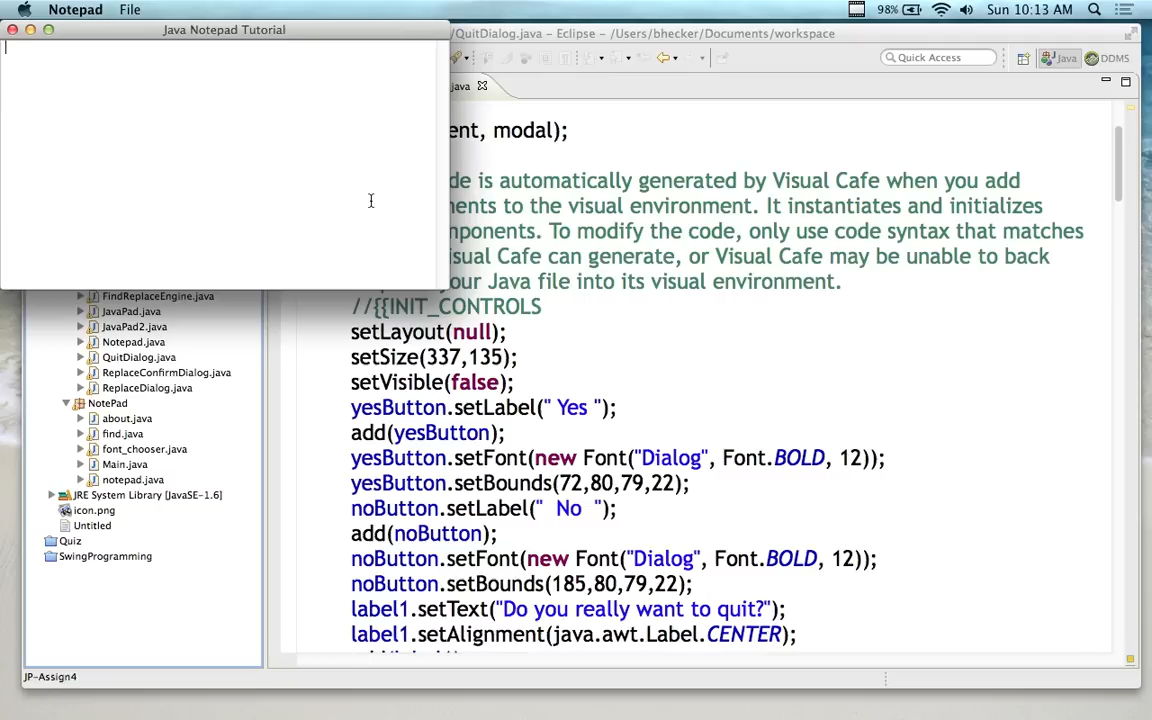 Notepad File
98% Sun 10:13 AM
Java Notepad Tutorial
/QuitDialog.java – Eclipse – /Users/bhecker/Documents/workspace
Quick Access
Java
DDMS
java
ent, modal);
de is automatically generated by Visual Cafe when you add
ents to the visual environment. It instantiates and initializes
ponents. To modify the code, only use code syntax that matches
sual Cafe can generate, or Visual Cafe may be unable to back
our Java file into its visual environment.
//{{INIT_CONTROLS
setLayout(null);
setSize(337,135);
setVisible(false);
yesButton.setLabel(" Yes ");
add(yesButton);
yesButton.setFont(new Font("Dialog", Font.BOLD, 12));
yesButton.setBounds(72,80,79,22);
noButton.setLabel("  No  ");
add(noButton);
noButton.setFont(new Font("Dialog", Font.BOLD, 12));
noButton.setBounds(185,80,79,22);
label1.setText("Do you really want to quit?");
label1.setAlignment(java.awt.Label.CENTER);
FindReplaceEngine.java
JavaPad.java
JavaPad2.java
Notepad.java
QuitDialog.java
ReplaceConfirmDialog.java
ReplaceDialog.java
NotePad
about.java
find.java
font_chooser.java
Main.java
notepad.java
JRE System Library [JavaSE-1.6]
icon.png
Untitled
Quiz
SwingProgramming
JP-Assign4